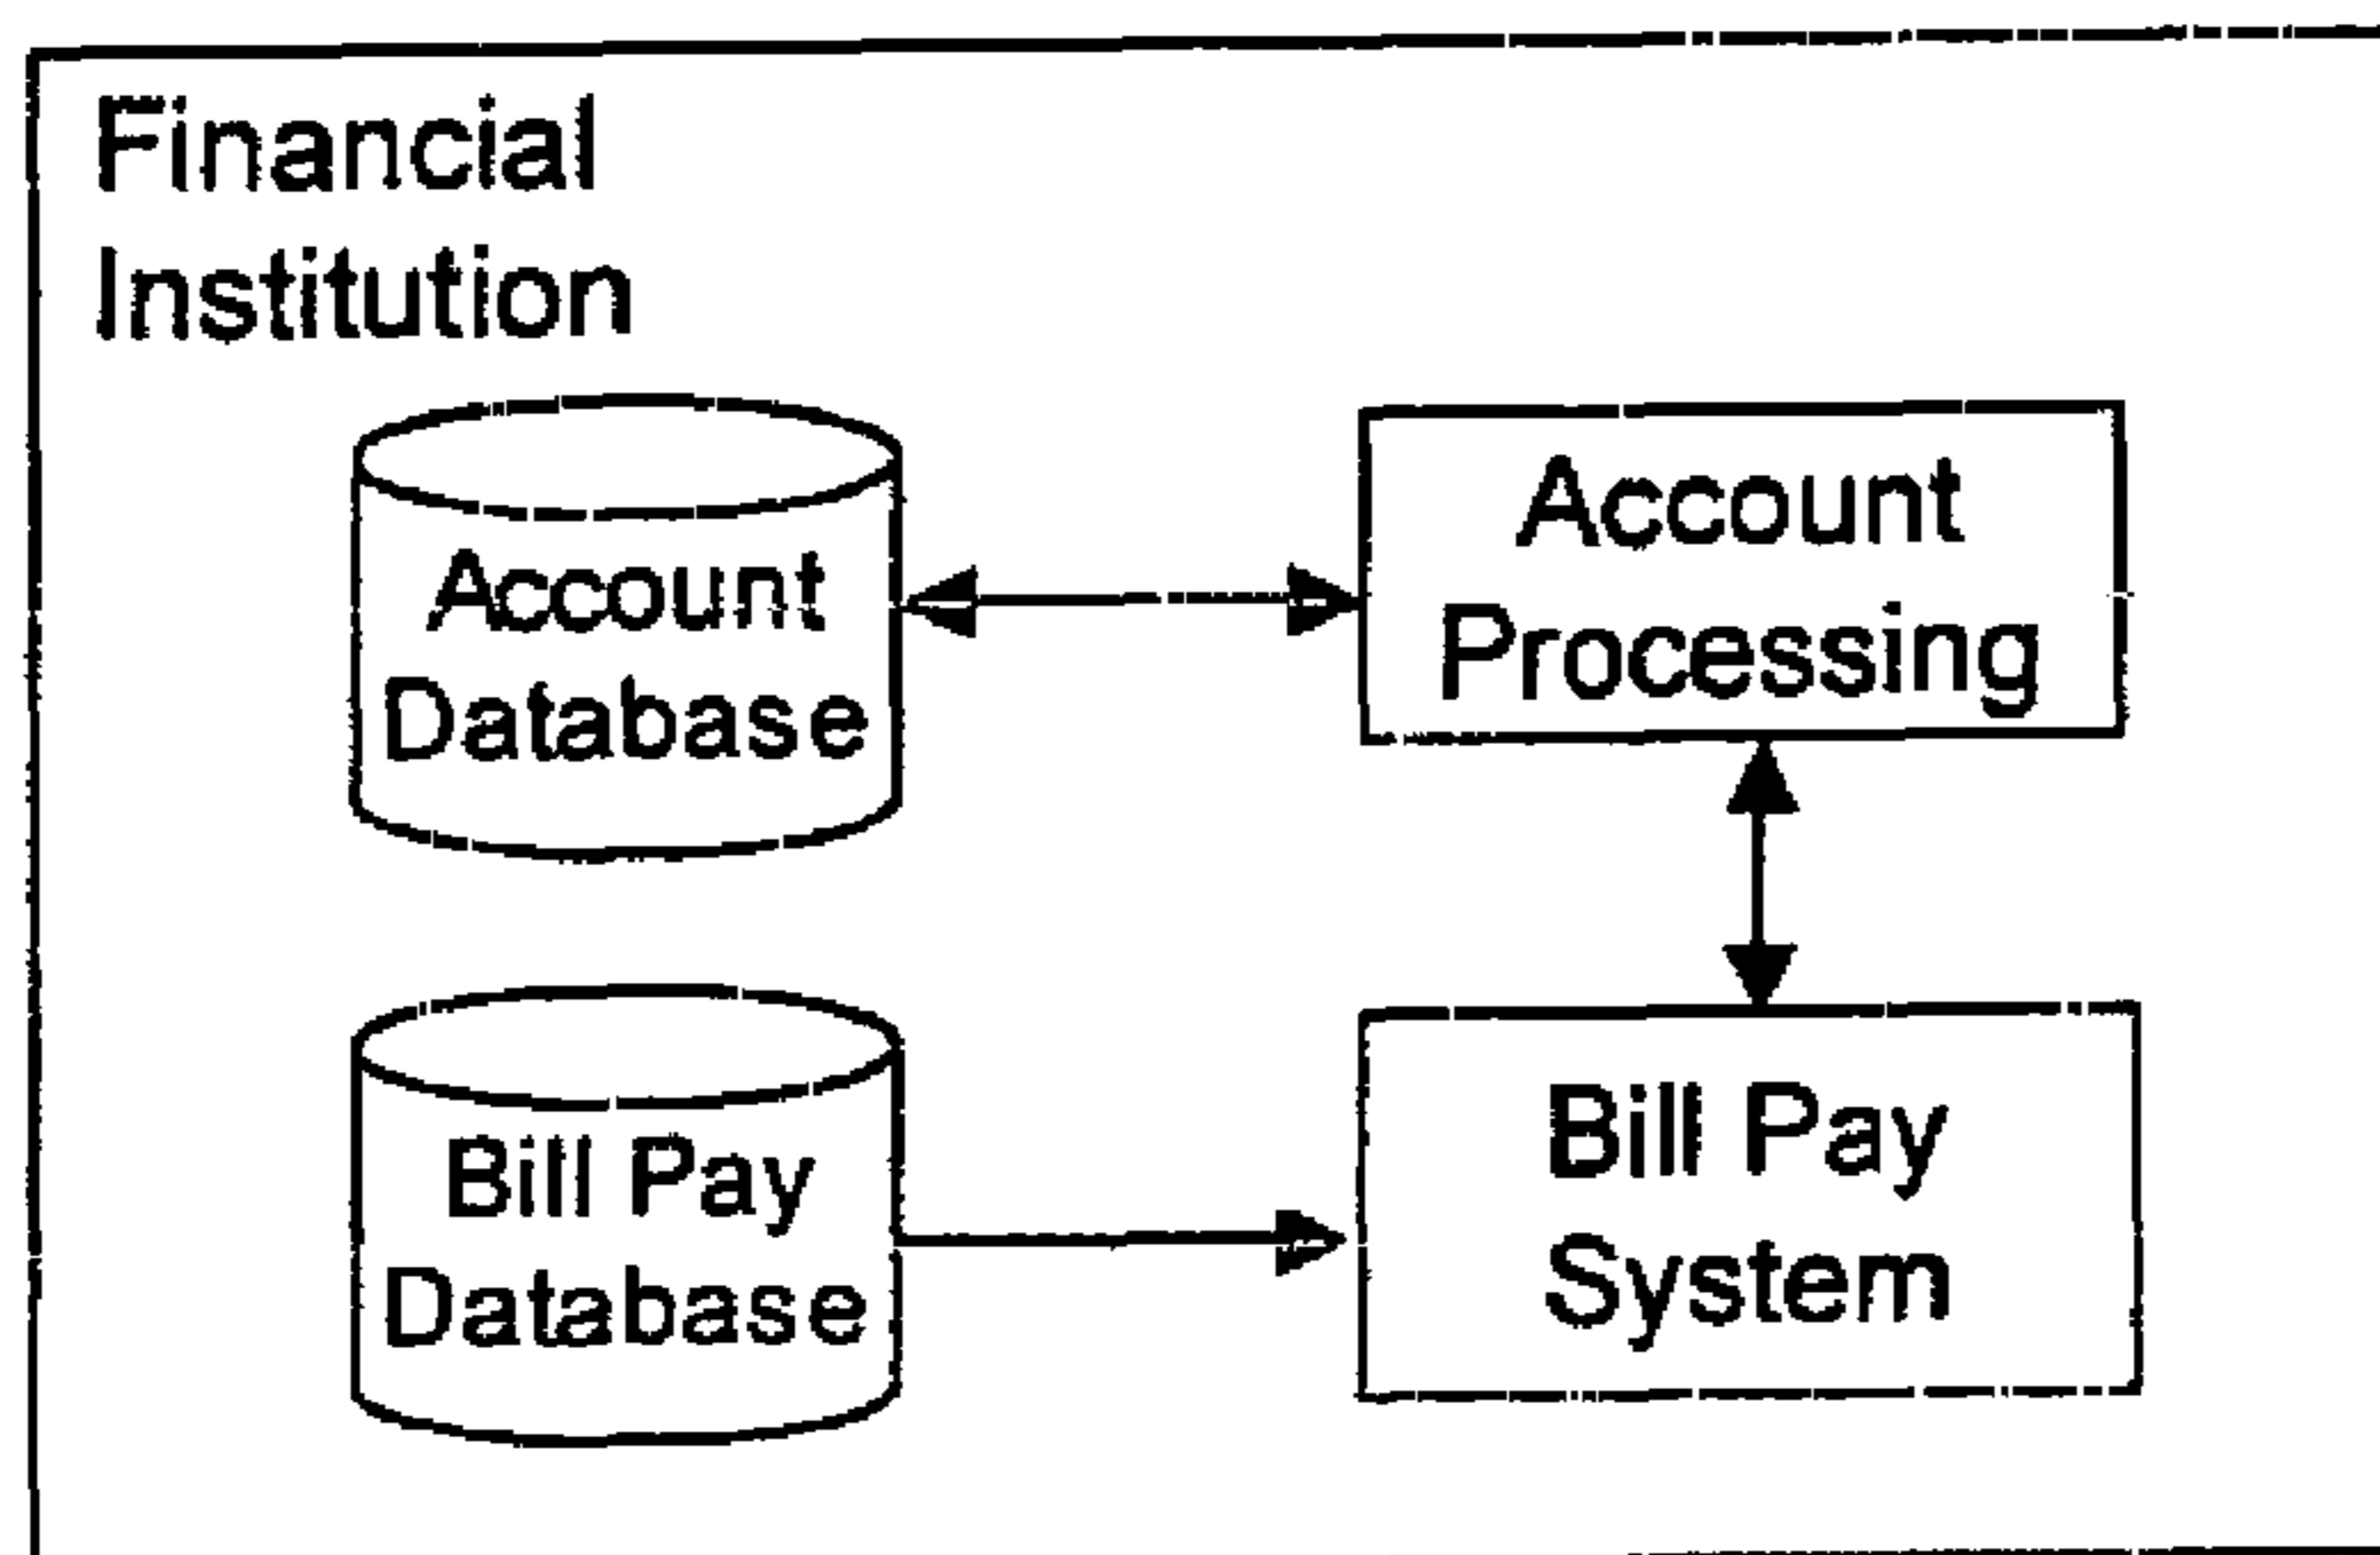 Financial
Institution
Account
Database
Account
Processing
Bill Pay
Database
Bill Pay
System